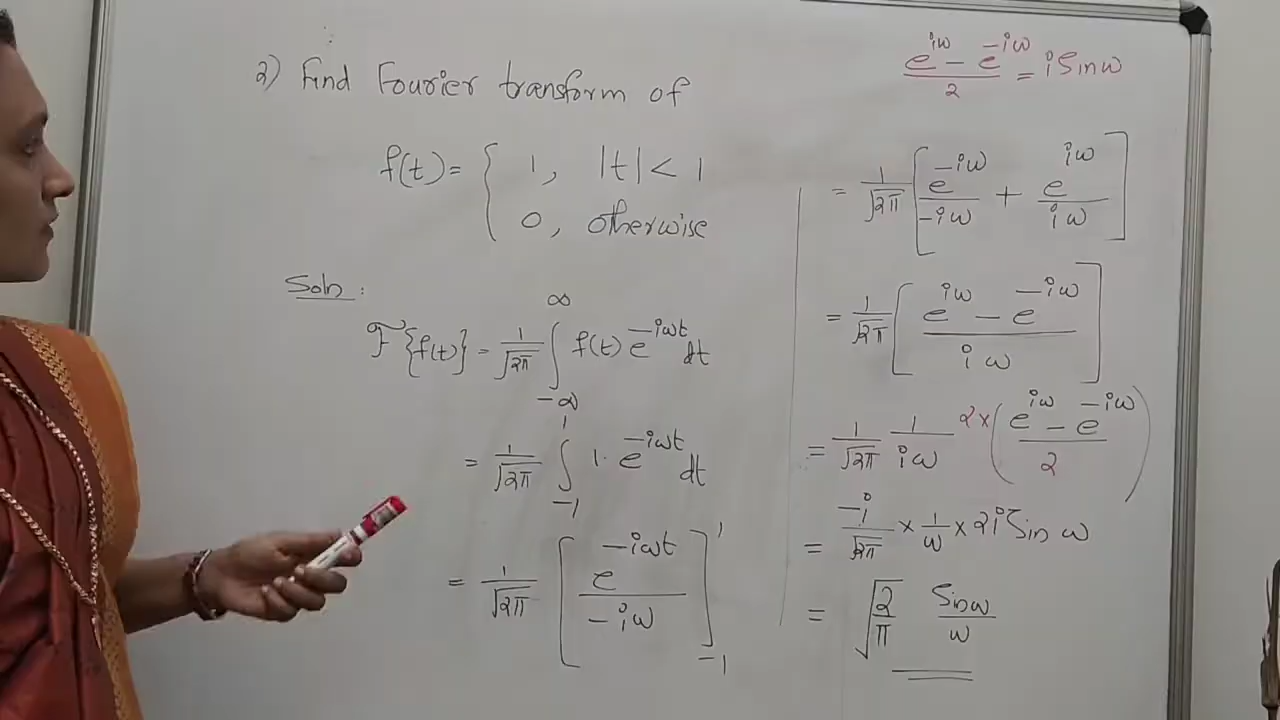 2) Find Fourier transform of
f(t) = { 1, |t| < 1
0, otherwise
Soln :
F{f(t)} = 1/√2π ∫_{-∞}^{∞} f(t) e^{-iωt} dt
= 1/√2π ∫_{-1}^{1} 1. e^{-iωt} dt
= 1/√2π [ e^{-iωt} / -iω ]_{-1}^{1}
(e^{iω} - e^{-iω})/2 = i Sinω
= 1/√2π [ e^{-iω}/-iω + e^{iω}/iω ]
= 1/√2π [ (e^{iω} - e^{-iω}) / iω ]
= 1/√2π 1/iω 2 × ( (e^{iω} - e^{-iω}) / 2 )
= -i/√2π × 1/ω × 2i Sin ω
= √(2/π) Sinω/ω